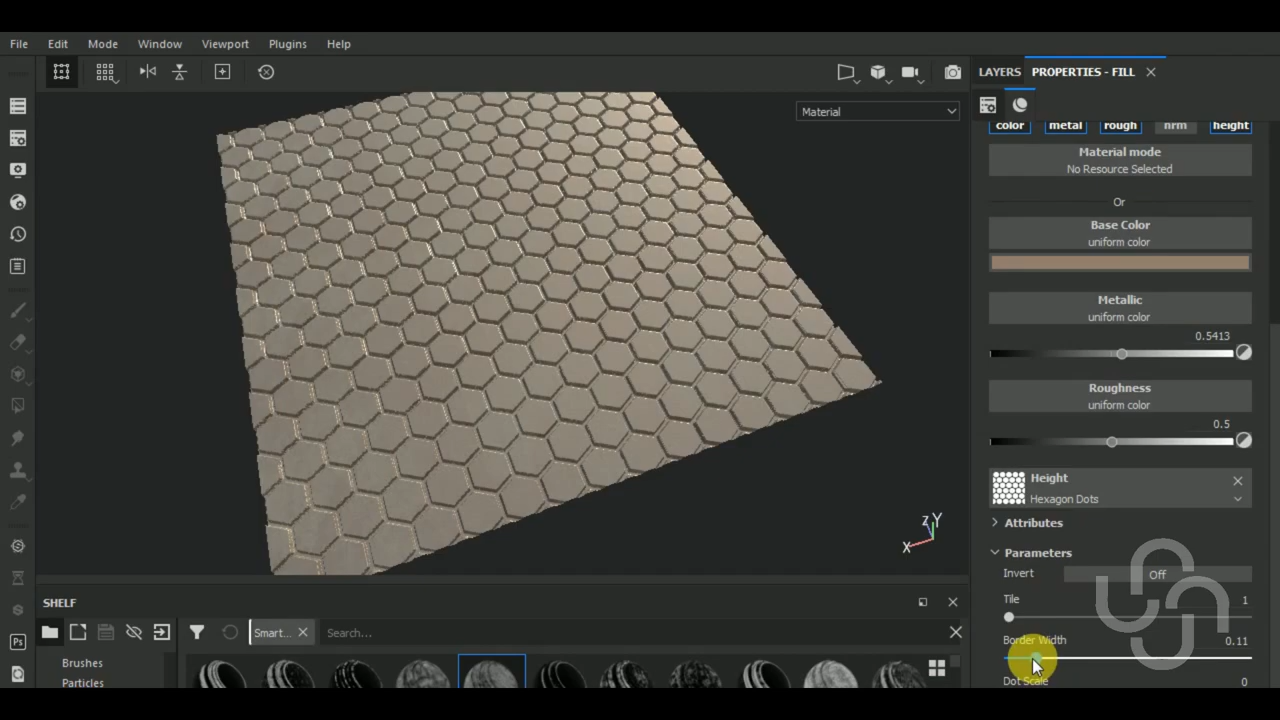 File Edit Mode Window Viewport Plugins Help
LAYERS PROPERTIES - FILL
Material
color metal rough nrm height
Material mode
No Resource Selected
Or
Base Color
uniform color
Metallic
uniform color
0.5413
Roughness
uniform color
0.5
Height
Hexagon Dots
Attributes
Parameters
Invert Off
Tile 1
Border Width 0.11
Dot Scale 0
Z Y
X
SHELF
Smart... Search...
Brushes
Particles
Ps